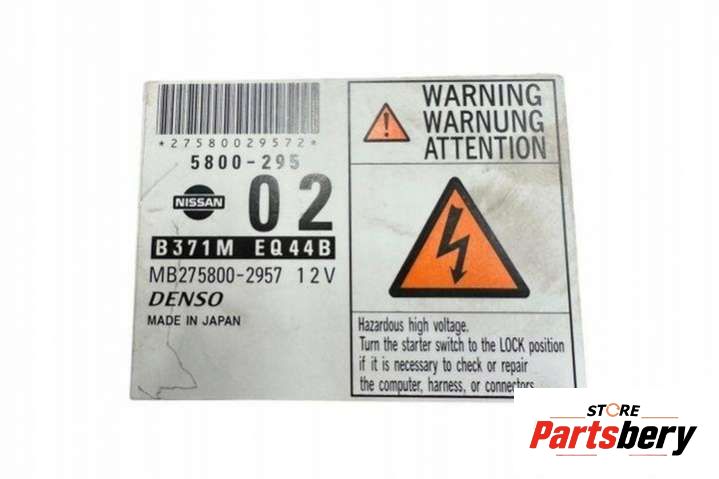 *27580029572*
5800-295
NISSAN
02
B371M EQ44B
MB275800-2957 12V
DENSO
MADE IN JAPAN
WARNING
WARNUNG
ATTENTION
Hazardous high voltage.
Turn the starter switch to the LOCK position
if it is necessary to check or repair
the computer, harness, or connectors.
STORE
Partsbery